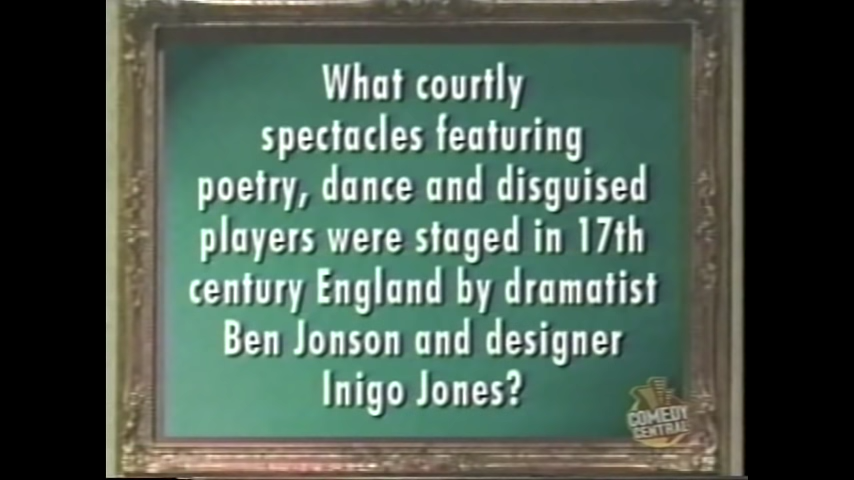 What courtly
spectacles featuring
poetry, dance and disguised
players were staged in 17th
century England by dramatist
Ben Jonson and designer
Inigo Jones?
COMEDY
CENTRAL